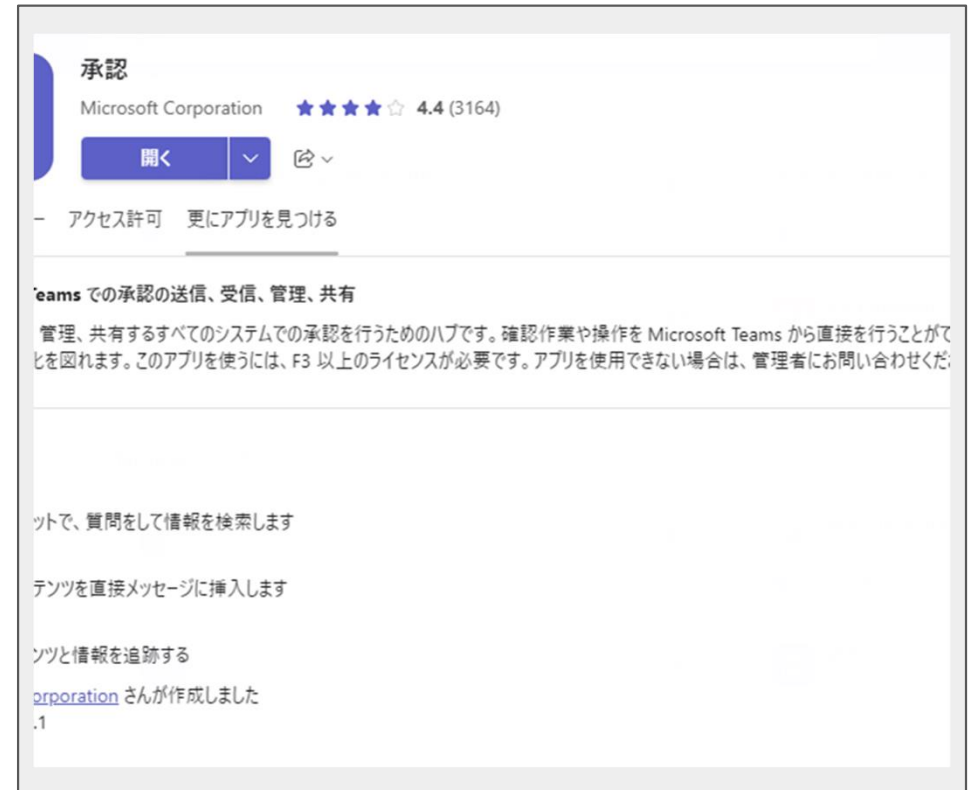 承認
Microsoft Corporation 4.4 (3164)
開く
ー アクセス許可 更にアプリを見つける
Teams での承認の送信、受信、管理、共有
管理、共有するすべてのシステムでの承認を行うためのハブです。確認作業や操作を Microsoft Teams から直接を行うことがで
化を図れます。このアプリを使うには、F3 以上のライセンスが必要です。アプリを使用できない場合は、管理者にお問い合わせくだ
ットで、質問をして情報を検索します
テンツを直接メッセージに挿入します
ンツと情報を追跡する
orporation さんが作成しました
.1